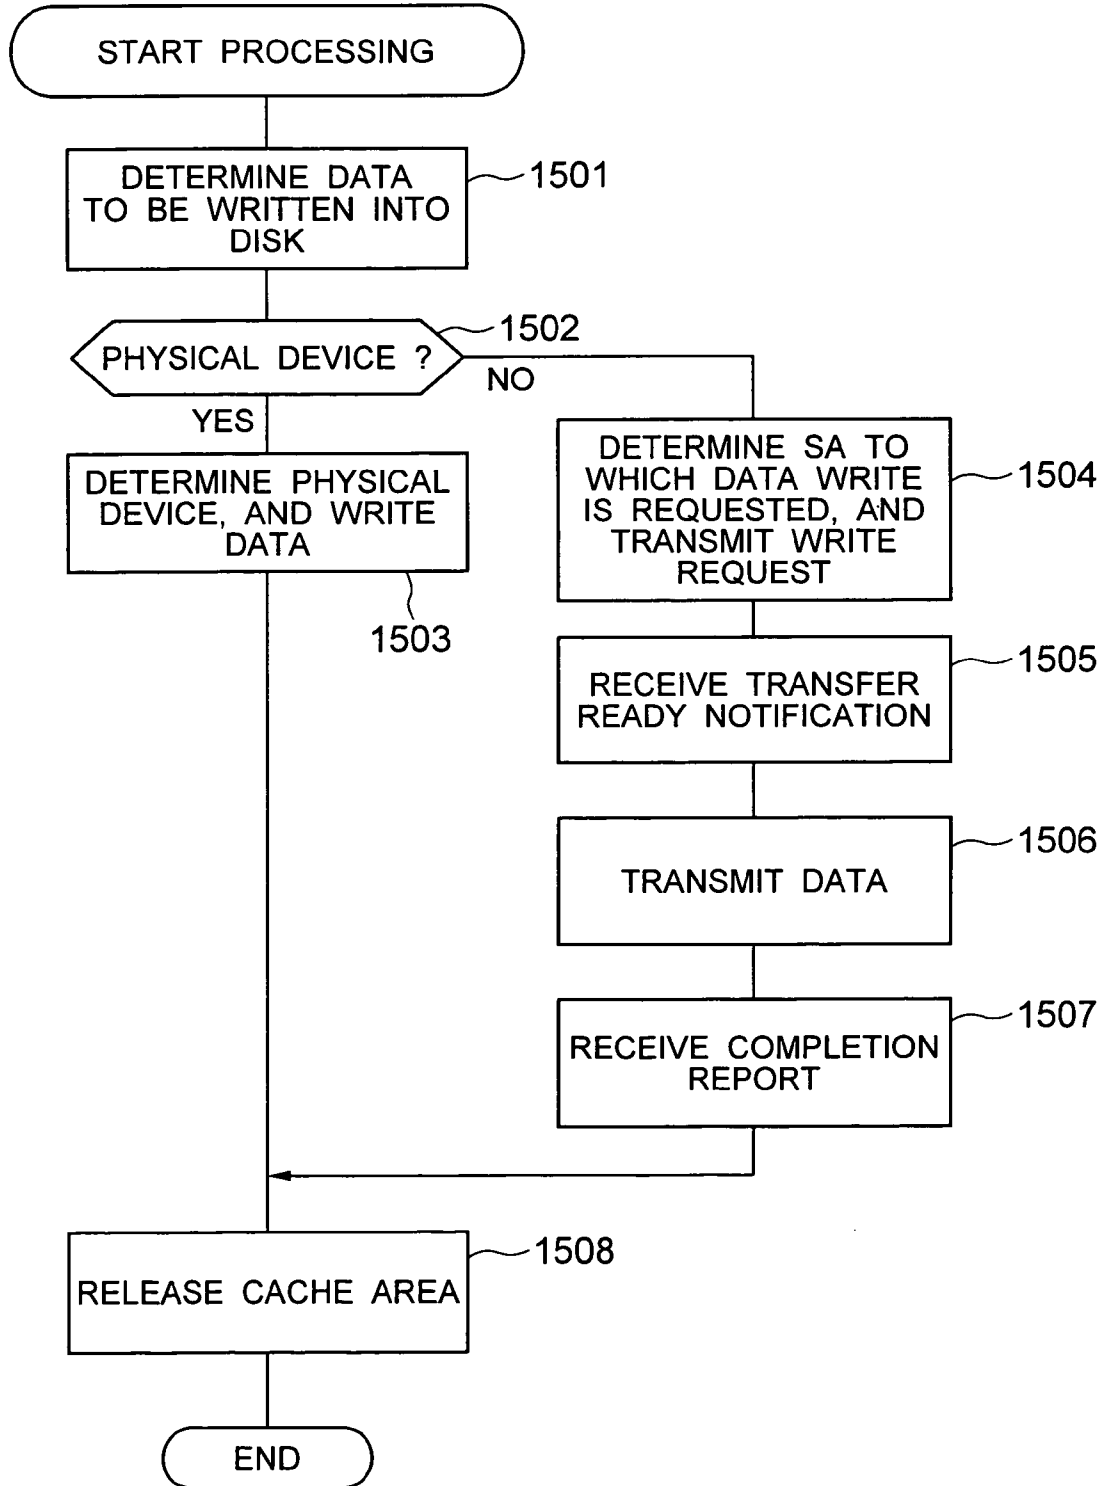 START PROCESSING
DETERMINE DATA
TO BE WRITTEN INTO
DISK
1501
PHYSICAL DEVICE ?
1502
NO
YES
DETERMINE PHYSICAL
DEVICE, AND WRITE
DATA
1503
DETERMINE SA TO
WHICH DATA WRITE
IS REQUESTED, AND
TRANSMIT WRITE
REQUEST
1504
RECEIVE TRANSFER
READY NOTIFICATION
1505
TRANSMIT DATA
1506
RECEIVE COMPLETION
REPORT
1507
RELEASE CACHE AREA
1508
END